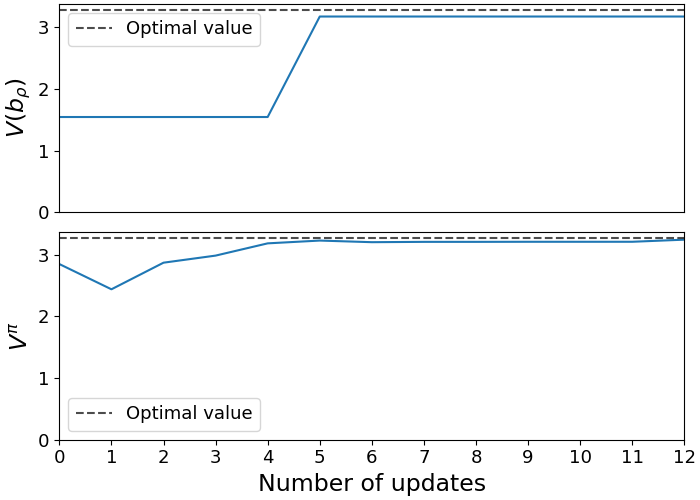 3
Optimal value
2
V(b_ρ)
1
0
3
2
V^π
1
Optimal value
0
0 1 2 3 4 5 6 7 8 9 10 11 12
Number of updates